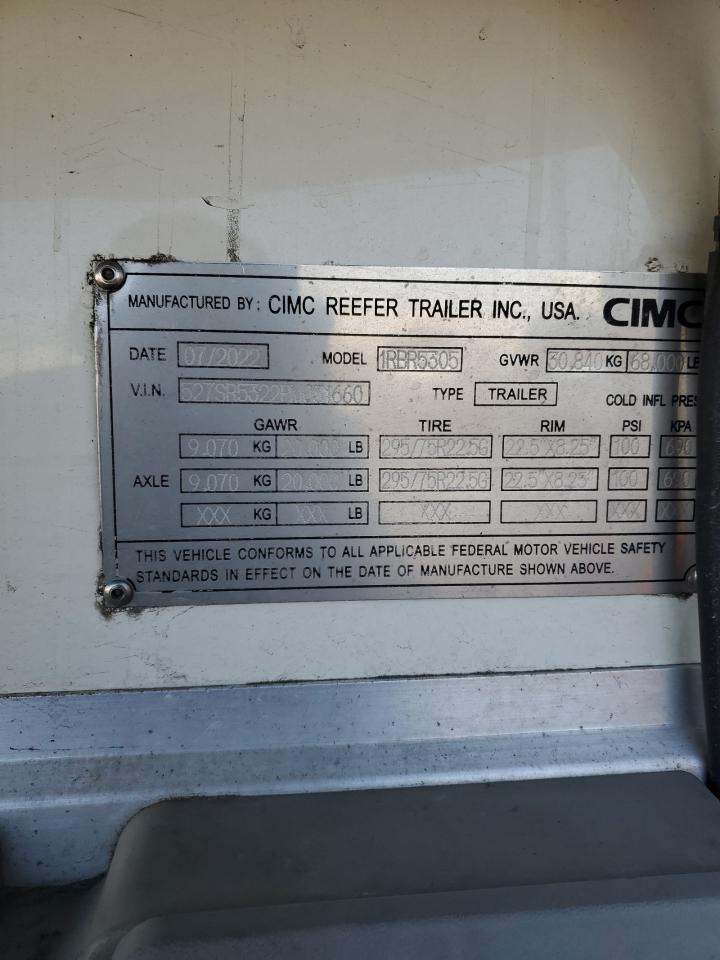 MANUFACTURED BY: CIMC REEFER TRAILER INC., USA. CIMC
DATE 07/2022 MODEL 1RBR5305 GVWR 30,840 KG 68,000 LB
V.I.N. TYPE TRAILER COLD INFL PRES
GAWR TIRE RIM PSI KPA
9,070 KG LB 295/75R22.5G 22.5"X8.25" 100 690
AXLE 9,070 KG 20,000 LB 295/75R22.5G 22.5"X8.25" 100 690
XXX KG XXX LB XXX XXX XXX XXX
THIS VEHICLE CONFORMS TO ALL APPLICABLE FEDERAL MOTOR VEHICLE SAFETY
STANDARDS IN EFFECT ON THE DATE OF MANUFACTURE SHOWN ABOVE.